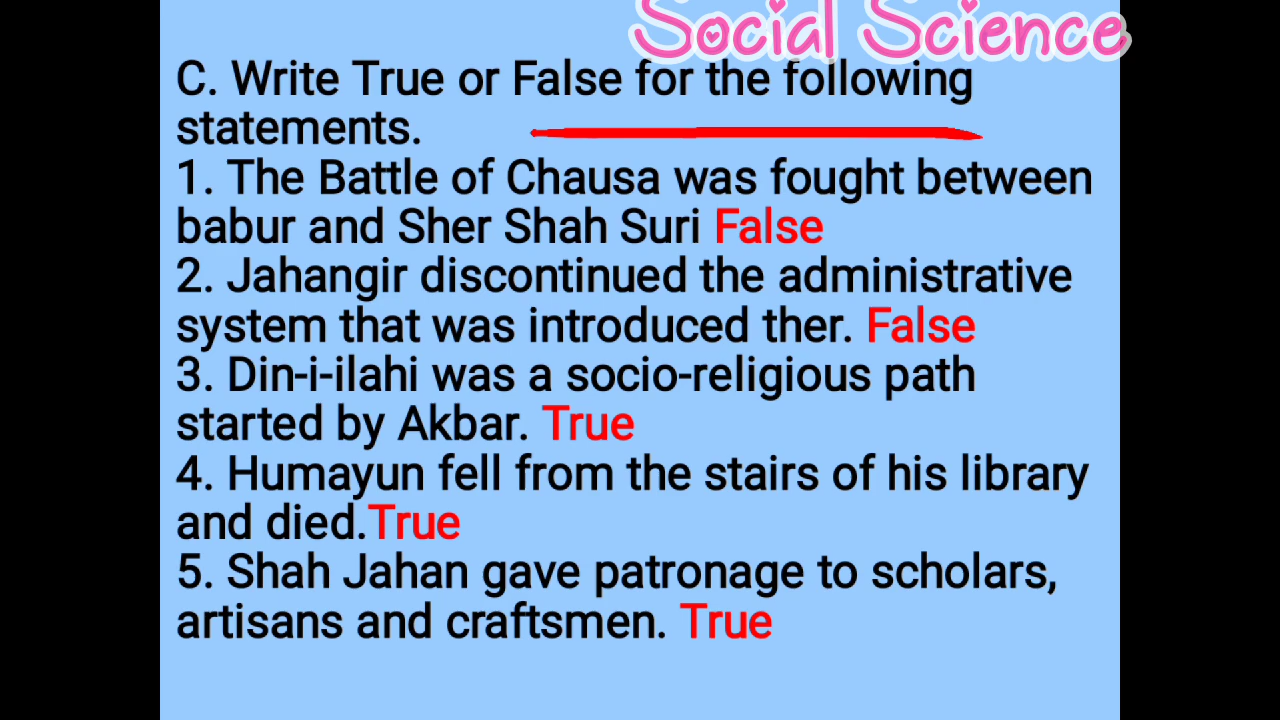 Social Science
C. Write True or False for the following
statements.
1. The Battle of Chausa was fought between
babur and Sher Shah Suri False
2. Jahangir discontinued the administrative
system that was introduced ther. False
3. Din-i-ilahi was a socio-religious path
started by Akbar. True
4. Humayun fell from the stairs of his library
and died.True
5. Shah Jahan gave patronage to scholars,
artisans and craftsmen. True